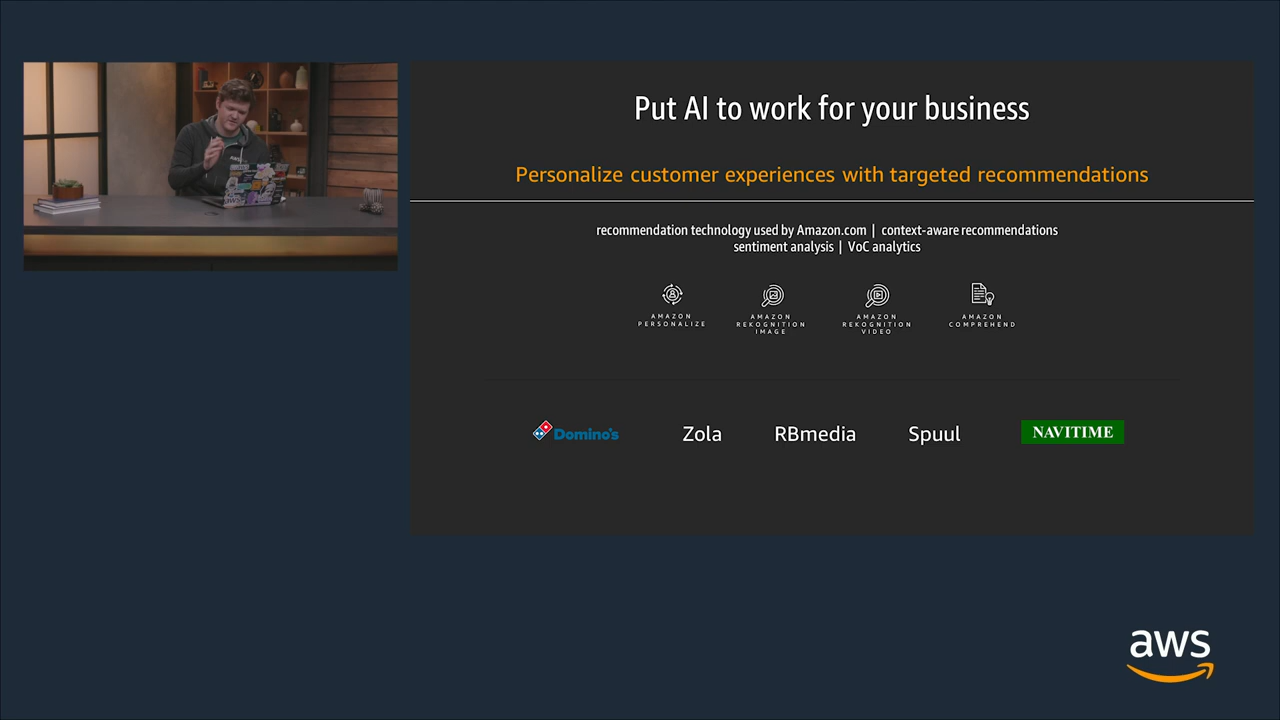 Put AI to work for your business
Personalize customer experiences with targeted recommendations
recommendation technology used by Amazon.com | context-aware recommendations
sentiment analysis | VoC analytics
AMAZON
PERSONALIZE
AMAZON
REKOGNITION
IMAGE
AMAZON
REKOGNITION
VIDEO
AMAZON
COMPREHEND
Domino's
Zola
RBmedia
Spuul
NAVITIME
aws